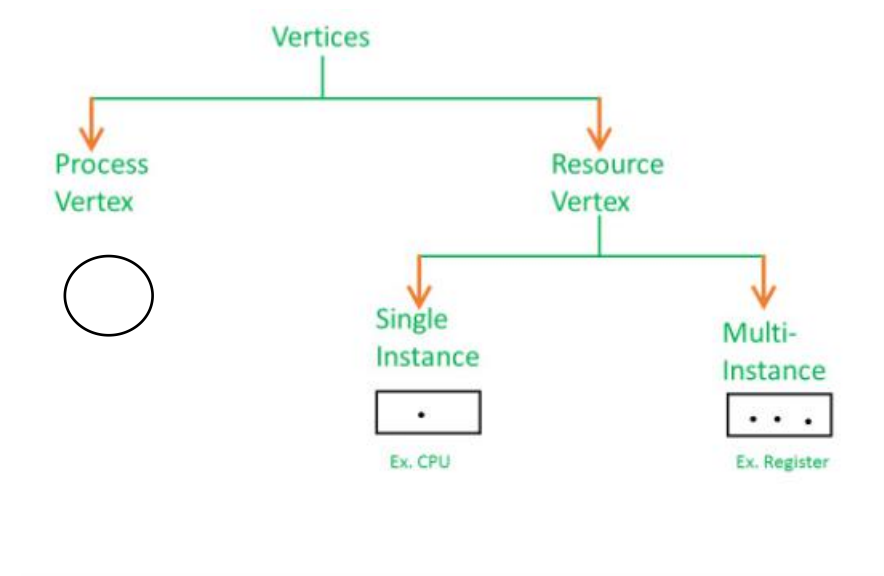 Vertices
Process
Vertex
Resource
Vertex
Single
Instance
Multi-
Instance
Ex. CPU
Ex. Register